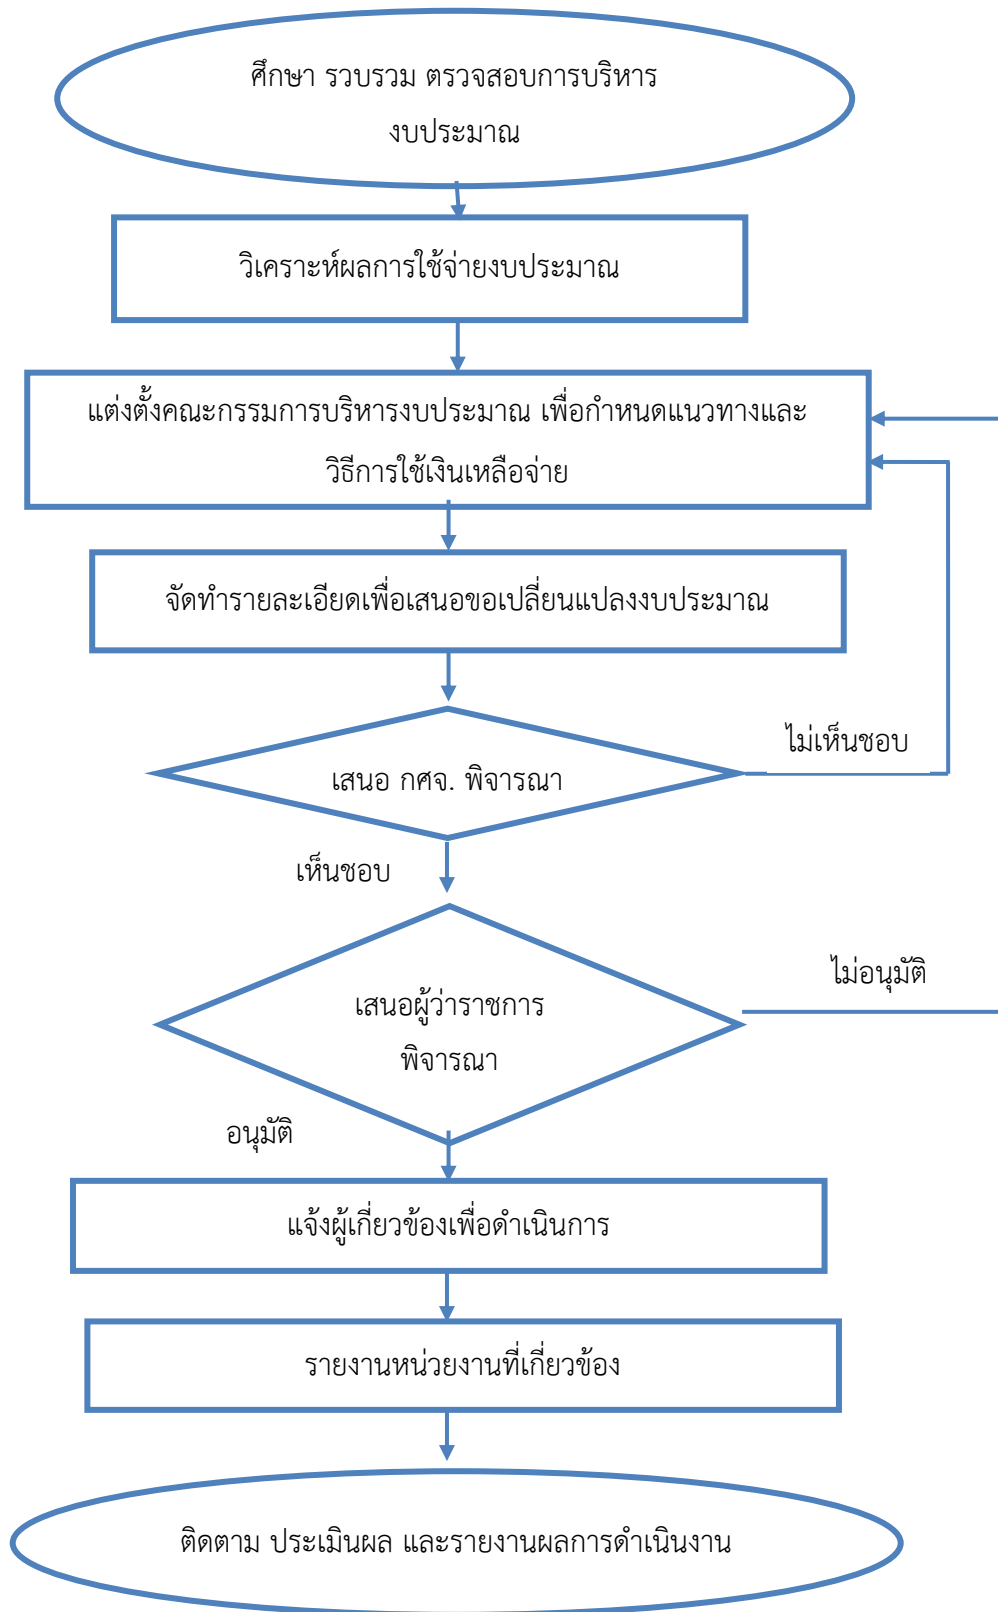 ศึกษา รวบรวม ตรวจสอบการบริหาร
งบประมาณ
วิเคราะห์ผลการใช้จ่ายงบประมาณ
แต่งตั้งคณะกรรมการบริหารงบประมาณ เพื่อกำหนดแนวทางและ
วิธีการใช้เงินเหลือจ่าย
จัดทำรายละเอียดเพื่อเสนอขอเปลี่ยนแปลงงบประมาณ
ไม่เห็นชอบ
เสนอ กศจ. พิจารณา
เห็นชอบ
ไม่อนุมัติ
เสนอผู้ว่าราชการ
พิจารณา
อนุมัติ
แจ้งผู้เกี่ยวข้องเพื่อดำเนินการ
รายงานหน่วยงานที่เกี่ยวข้อง
ติดตาม ประเมินผล และรายงานผลการดำเนินงาน